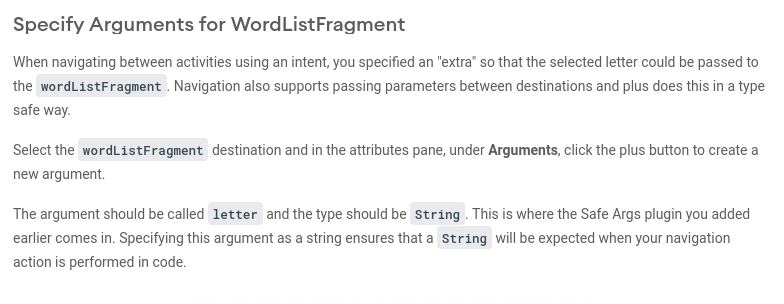 Specify Arguments for WordListFragment
When navigating between activities using an intent, you specified an "extra" so that the selected letter could be passed to
the wordListFragment. Navigation also supports passing parameters between destinations and plus does this in a type
safe way.
Select the wordListFragment destination and in the attributes pane, under Arguments, click the plus button to create a
new argument.
The argument should be called letter and the type should be String. This is where the Safe Args plugin you added
earlier comes in. Specifying this argument as a string ensures that a String will be expected when your navigation
action is performed in code.